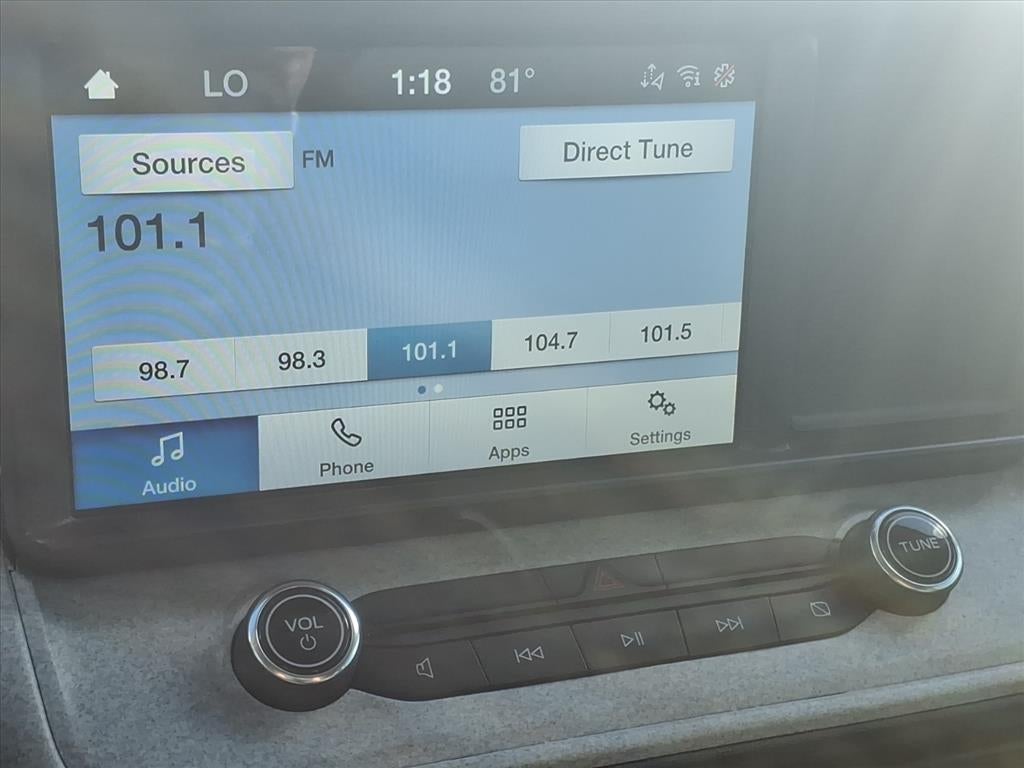 LO 1:18 81°
Sources FM Direct Tune
101.1
98.7 98.3 101.1 104.7 101.5
Audio Phone Apps Settings
VOL
TUNE